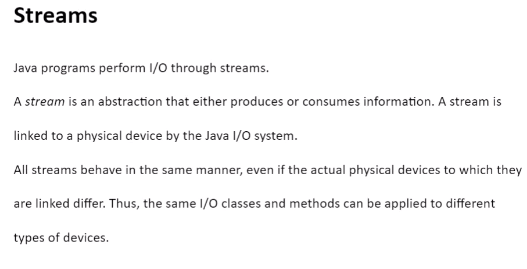 Streams
Java programs perform I/O through streams.
A stream is an abstraction that either produces or consumes information. A stream is
linked to a physical device by the Java I/O system.
All streams behave in the same manner, even if the actual physical devices to which they
are linked differ. Thus, the same I/O classes and methods can be applied to different
types of devices.